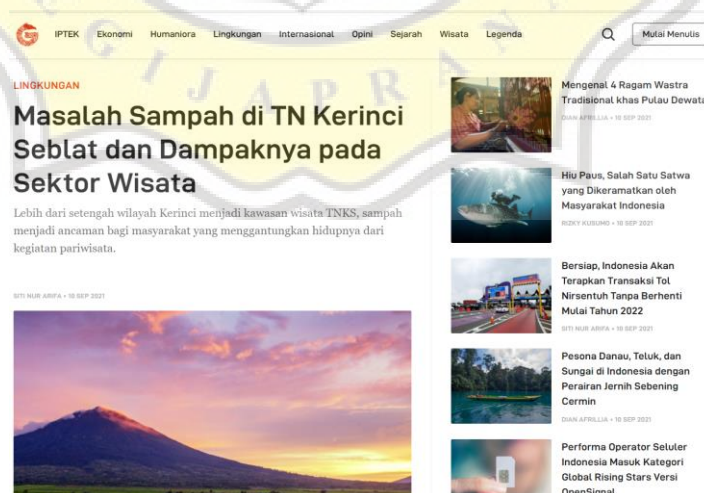 IPTEK Ekonomi Humaniora Lingkungan Internasional Opini Sejarah Wisata Legenda Mulai Menulis
GIJAPRANA
LINGKUNGAN
Masalah Sampah di TN Kerinci
Seblat dan Dampaknya pada
Sektor Wisata
Lebih dari setengah wilayah Kerinci menjadi kawasan wisata TNKS, sampah
menjadi ancaman bagi masyarakat yang menggantungkan hidupnya dari
kegiatan pariwisata.
SITI NUR ARIFA • 10 SEP 2021
Mengenal 4 Ragam Wastra
Tradisional khas Pulau Dewata
DIAN AFRILLIA • 10 SEP 2021
Hiu Paus, Salah Satu Satwa
yang Dikeramatkan oleh
Masyarakat Indonesia
RIZKY KUSUMO • 10 SEP 2021
Bersiap, Indonesia Akan
Terapkan Transaksi Tol
Nirsentuh Tanpa Berhenti
Mulai Tahun 2022
SITI NUR ARIFA • 10 SEP 2021
Pesona Danau, Teluk, dan
Sungai di Indonesia dengan
Perairan Jernih Sebening
Cermin
DIAN AFRILLIA • 10 SEP 2021
Performa Operator Seluler
Indonesia Masuk Kategori
Global Rising Stars Versi
OpenSignal